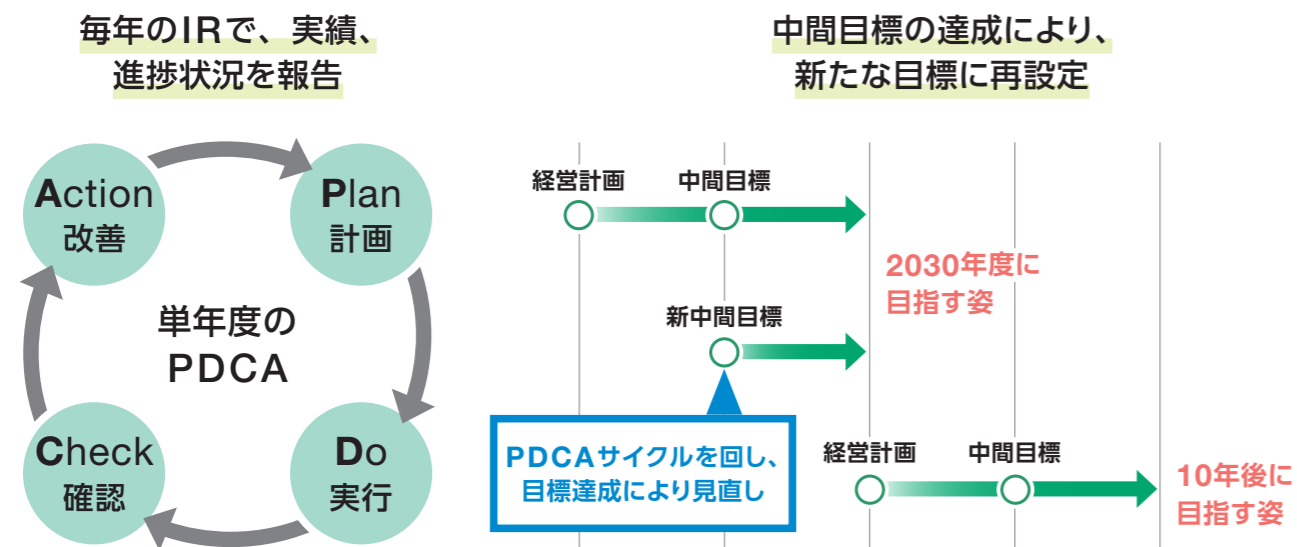 毎年のIRで、実績、
進捗状況を報告
Action
改善
Plan
計画
単年度の
PDCA
Check
確認
Do
実行
中間目標の達成により、
新たな目標に再設定
経営計画
中間目標
2030年度に
目指す姿
新中間目標
PDCAサイクルを回し、
目標達成により見直し
経営計画
中間目標
10年後に
目指す姿